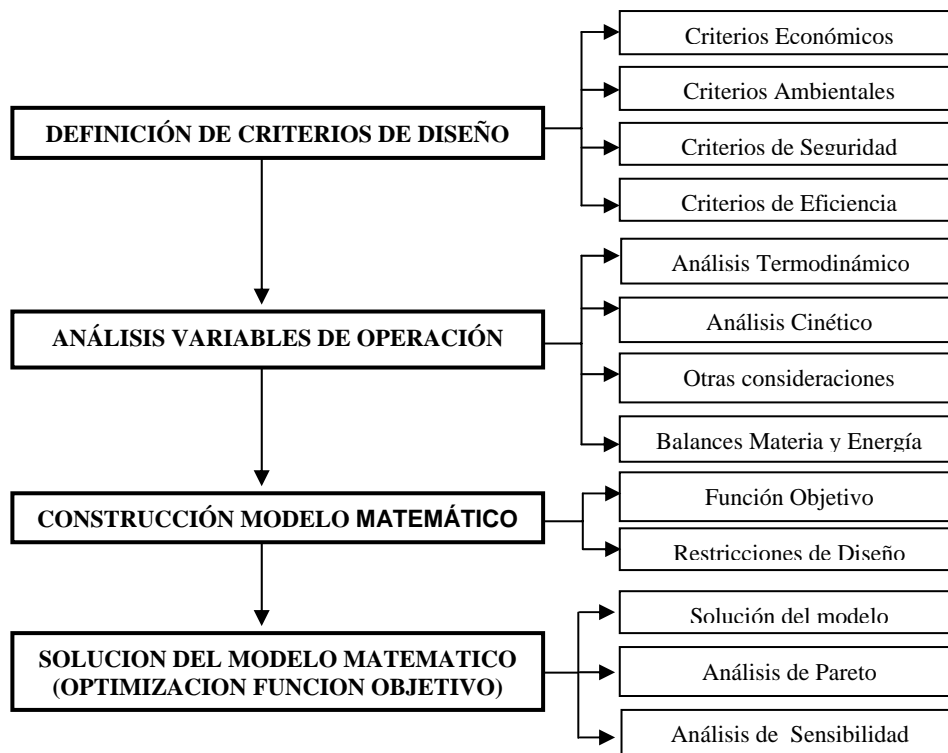 DEFINICIÓN DE CRITERIOS DE DISEÑO
Criterios Económicos
Criterios Ambientales
Criterios de Seguridad
Criterios de Eficiencia
ANÁLISIS VARIABLES DE OPERACIÓN
Análisis Termodinámico
Análisis Cinético
Otras consideraciones
Balances Materia y Energía
CONSTRUCCIÓN MODELO MATEMÁTICO
Función Objetivo
Restricciones de Diseño
SOLUCION DEL MODELO MATEMATICO
(OPTIMIZACION FUNCION OBJETIVO)
Solución del modelo
Análisis de Pareto
Análisis de Sensibilidad